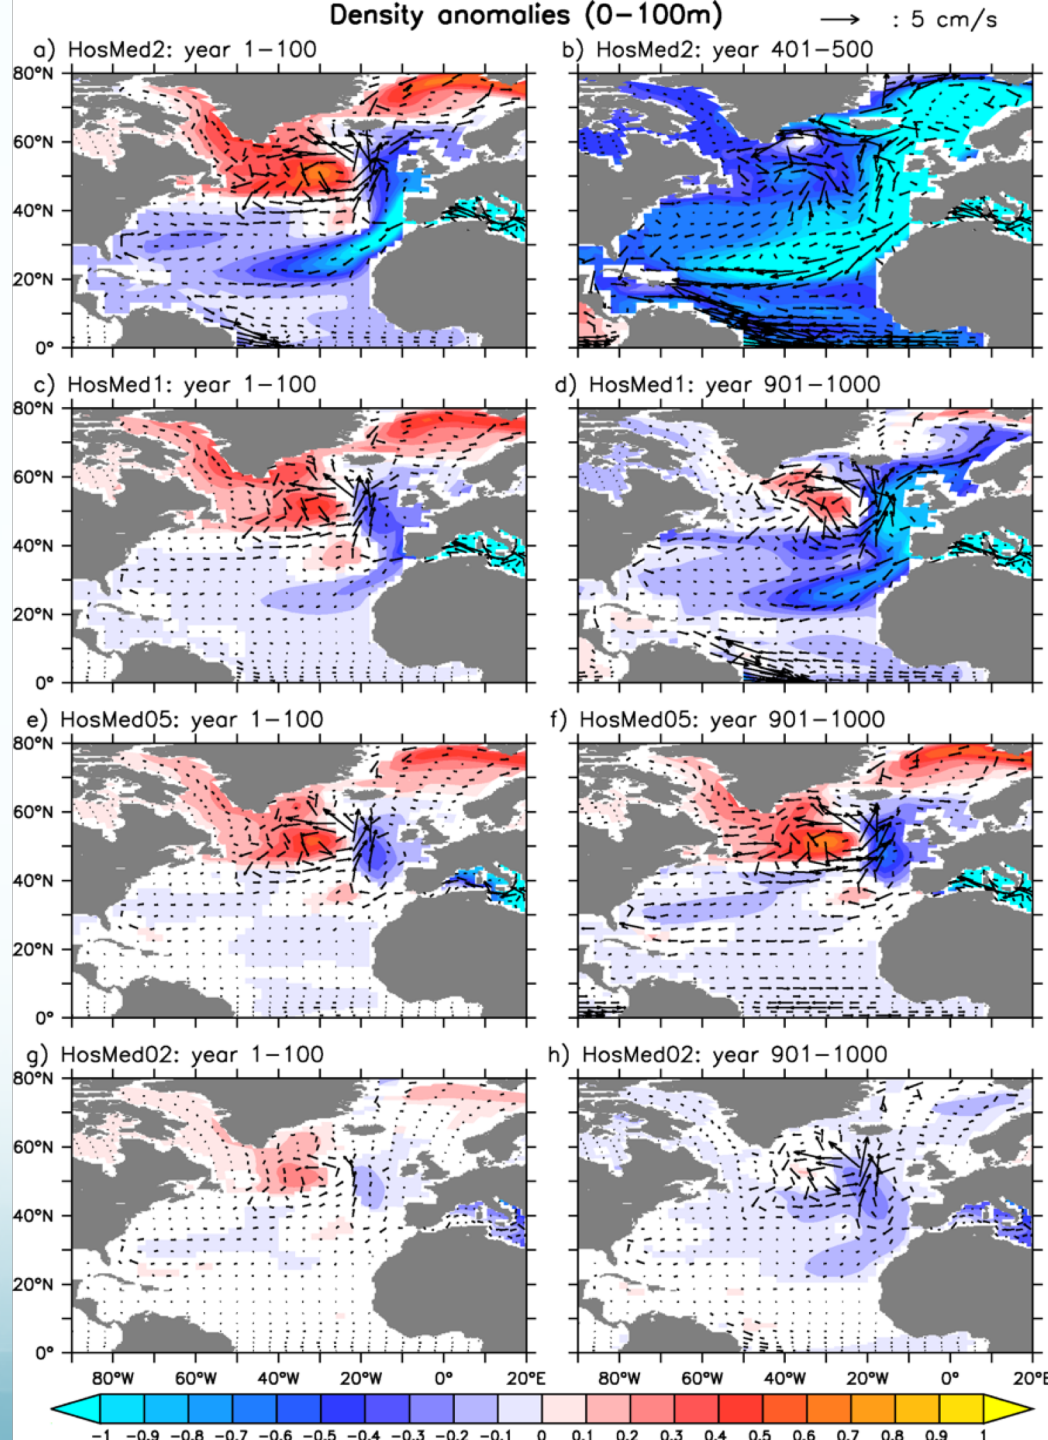 Density anomalies (0-100m)
: 5 cm/s
a) HosMed2: year 1-100
b) HosMed2: year 401-500
80°N
60°N
40°N
20°N
0°
c) HosMed1: year 1-100
d) HosMed1: year 901-1000
80°N
60°N
40°N
20°N
0°
e) HosMed05: year 1-100
f) HosMed05: year 901-1000
80°N
60°N
40°N
20°N
0°
g) HosMed02: year 1-100
h) HosMed02: year 901-1000
80°N
60°N
40°N
20°N
0°
80°W 60°W 40°W 20°W 0° 20°E 80°W 60°W 40°W 20°W 0° 20°E
-1 -0.9 -0.8 -0.7 -0.6 -0.5 -0.4 -0.3 -0.2 -0.1 0 0.1 0.2 0.3 0.4 0.5 0.6 0.7 0.8 0.9 1